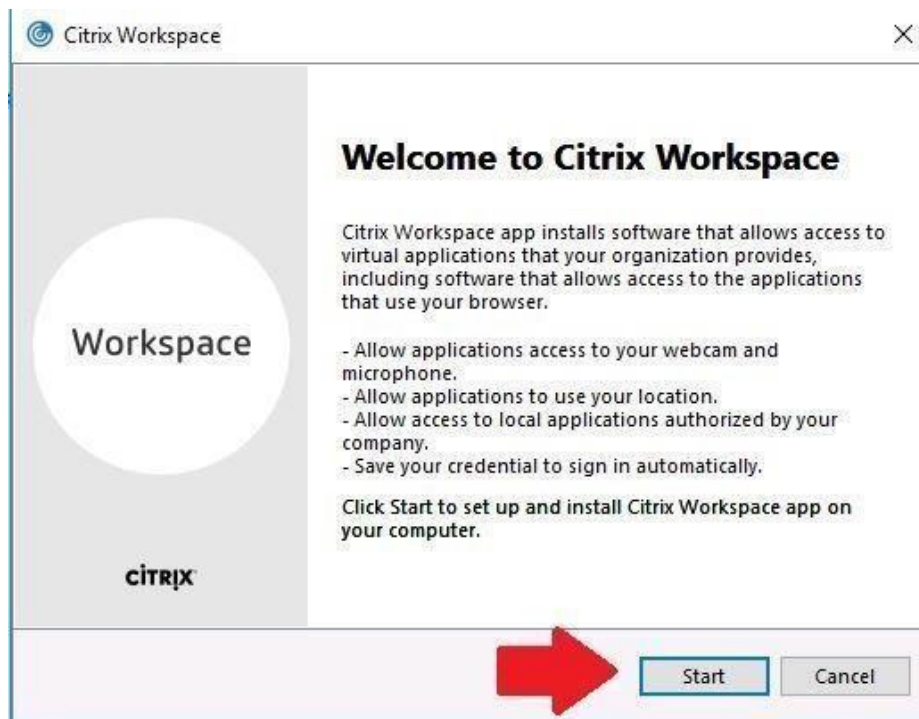 Citrix Workspace
Welcome to Citrix Workspace
Citrix Workspace app installs software that allows access to
virtual applications that your organization provides,
including software that allows access to the applications
that use your browser.
- Allow applications access to your webcam and
microphone.
- Allow applications to use your location.
- Allow access to local applications authorized by your
company.
- Save your credential to sign in automatically.
Click Start to set up and install Citrix Workspace app on
your computer.
Workspace
CİTRIX
Start
Cancel